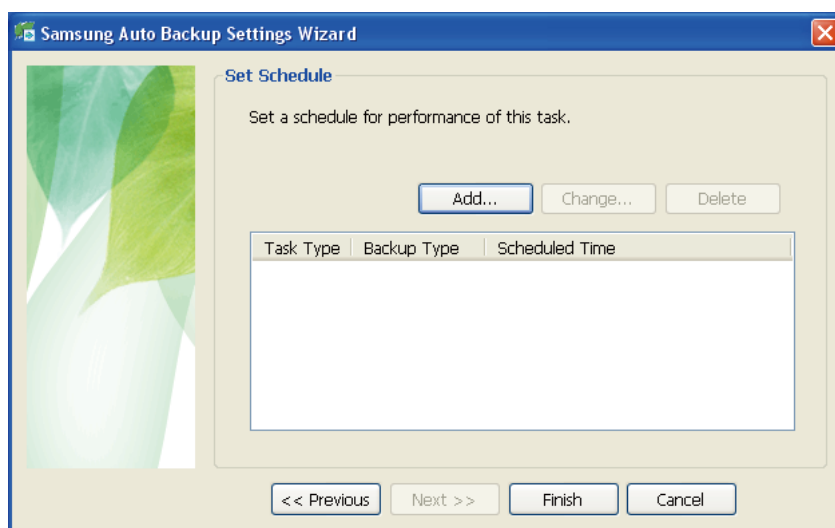 Samsung Auto Backup Settings Wizard
Set Schedule
Set a schedule for performance of this task.
Add... Change... Delete
Task Type Backup Type Scheduled Time
<< Previous Next >> Finish Cancel